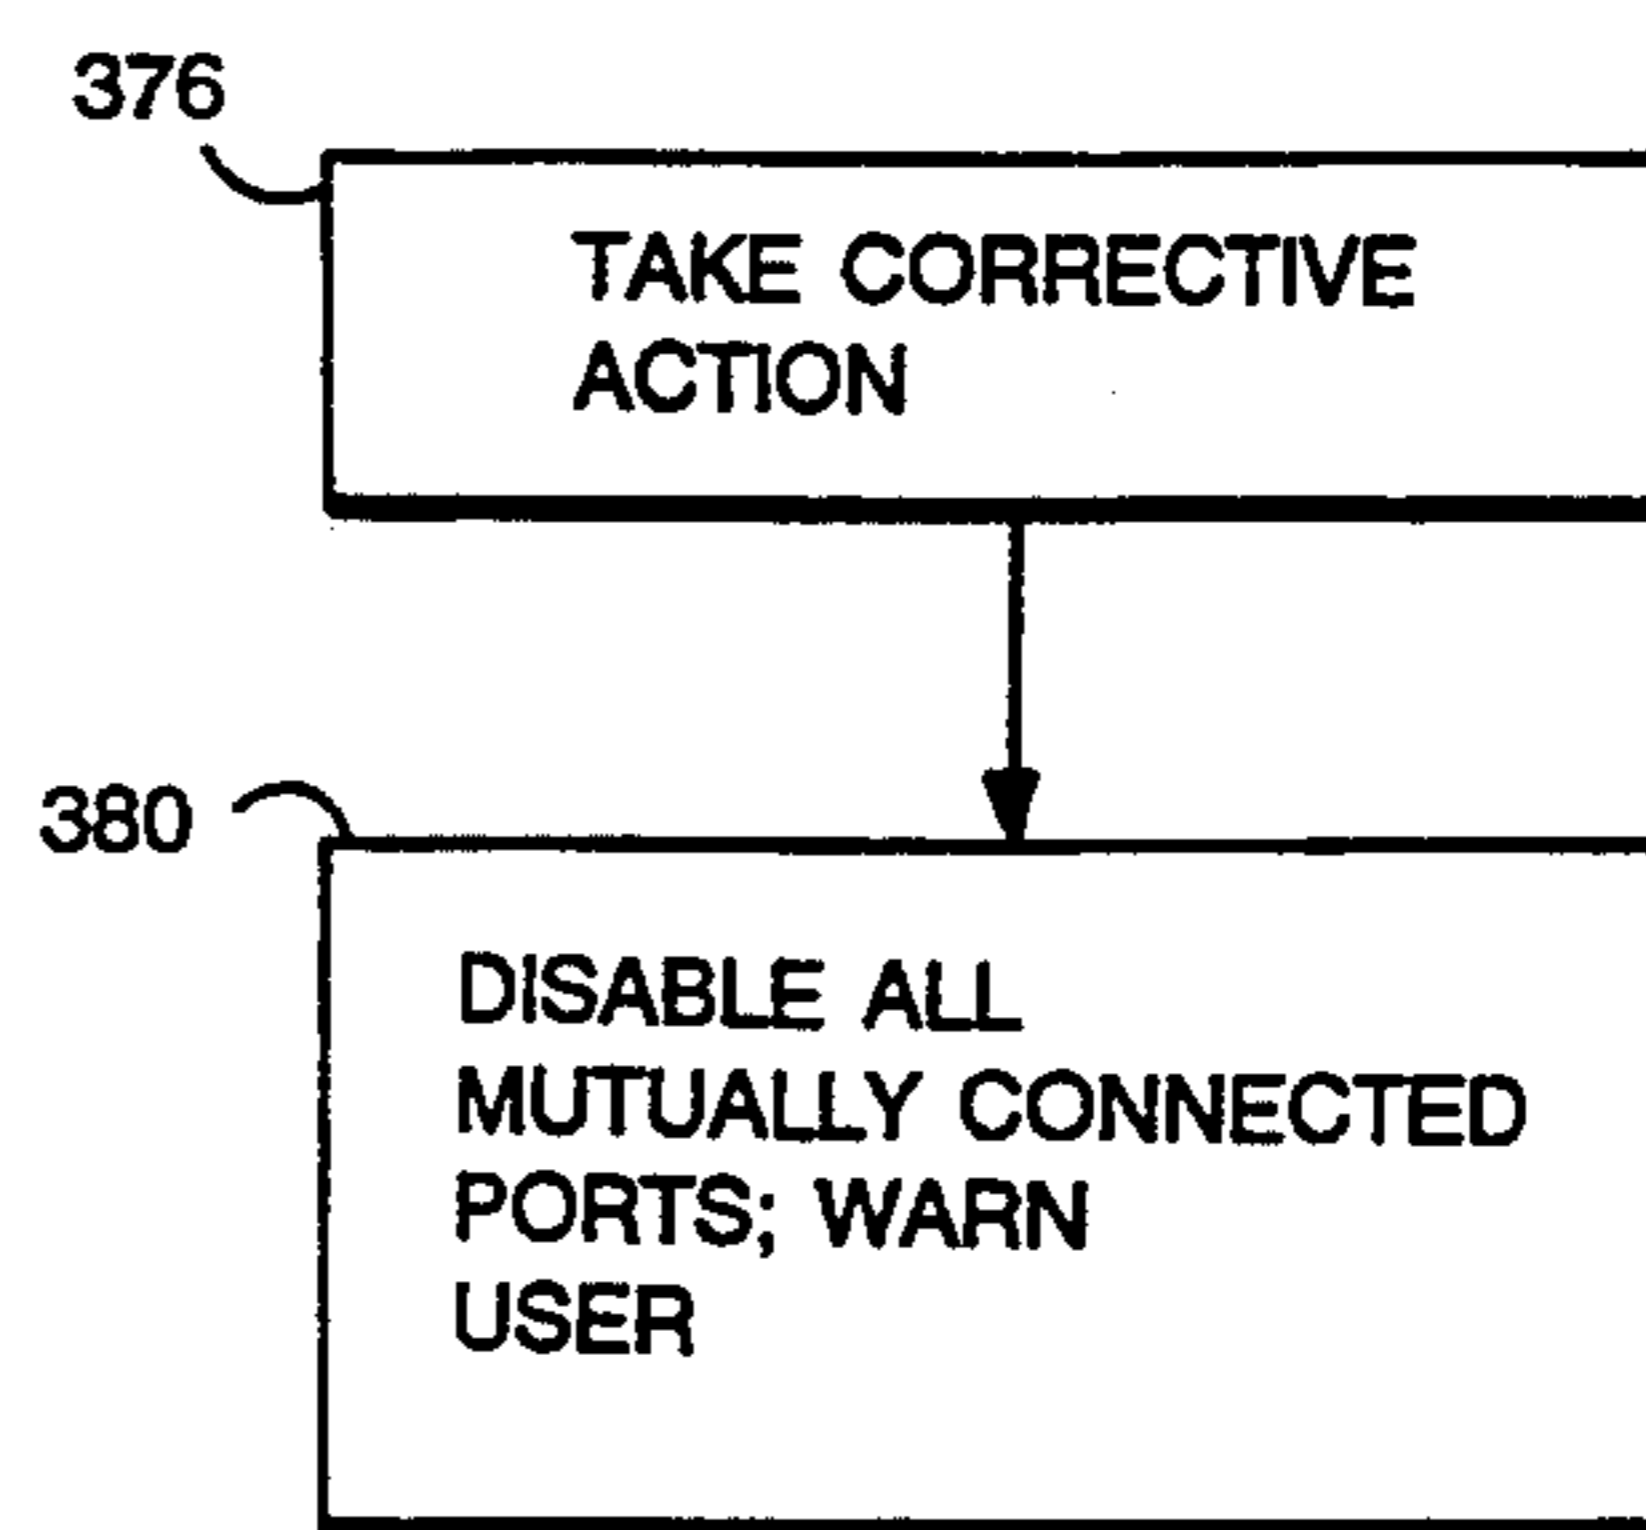 376
TAKE CORRECTIVE
ACTION
380
DISABLE ALL
MUTUALLY CONNECTED
PORTS; WARN
USER